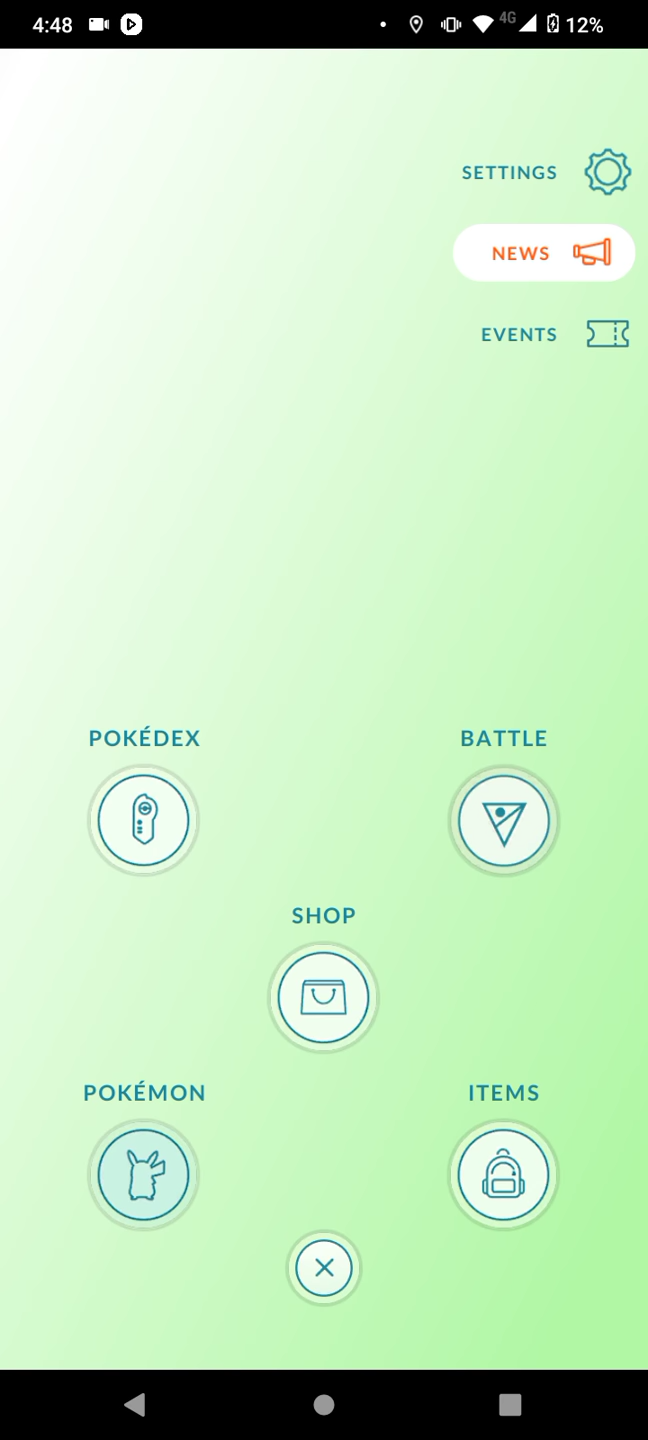 4:48
4G
12%
SETTINGS
NEWS
EVENTS
POKÉDEX
BATTLE
SHOP
POKÉMON
ITEMS